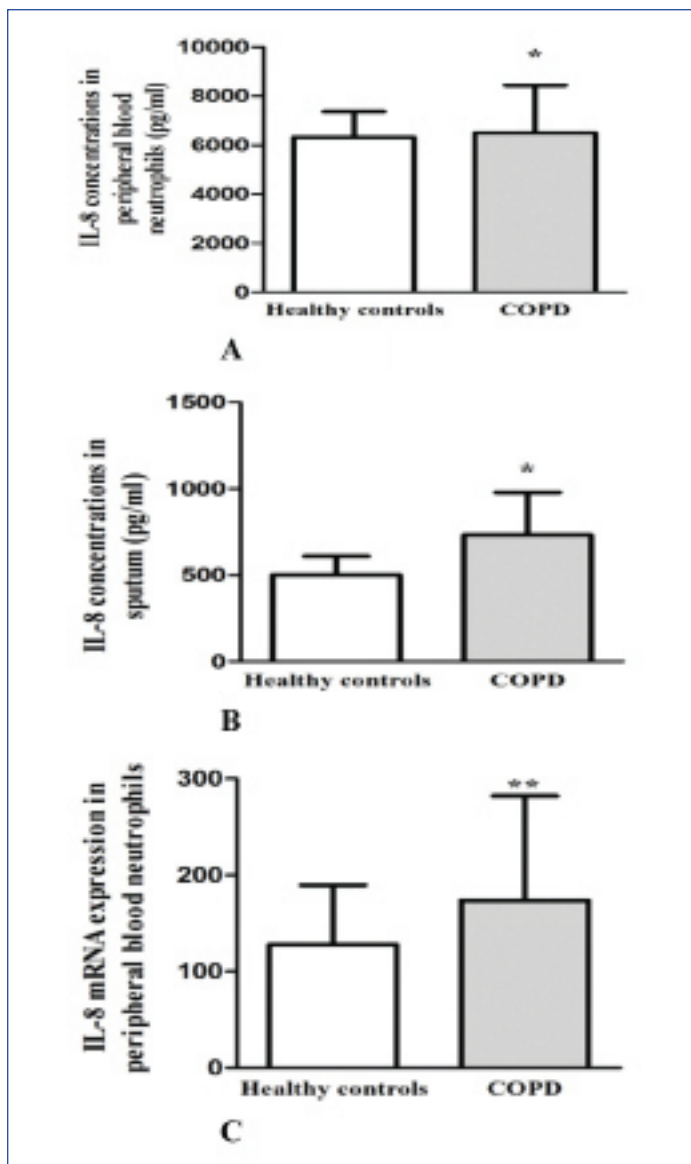 IL-8 concentrations in
peripheral blood
neutrophils (pg/ml)
10000
8000
6000
4000
2000
0
*
Healthy controls
COPD
A
IL-8 concentrations in
sputum (pg/ml)
1500
1000
500
0
*
Healthy controls
COPD
B
IL-8 mRNA expression in
peripheral blood neutrophils
300
200
100
0
**
Healthy controls
COPD
C